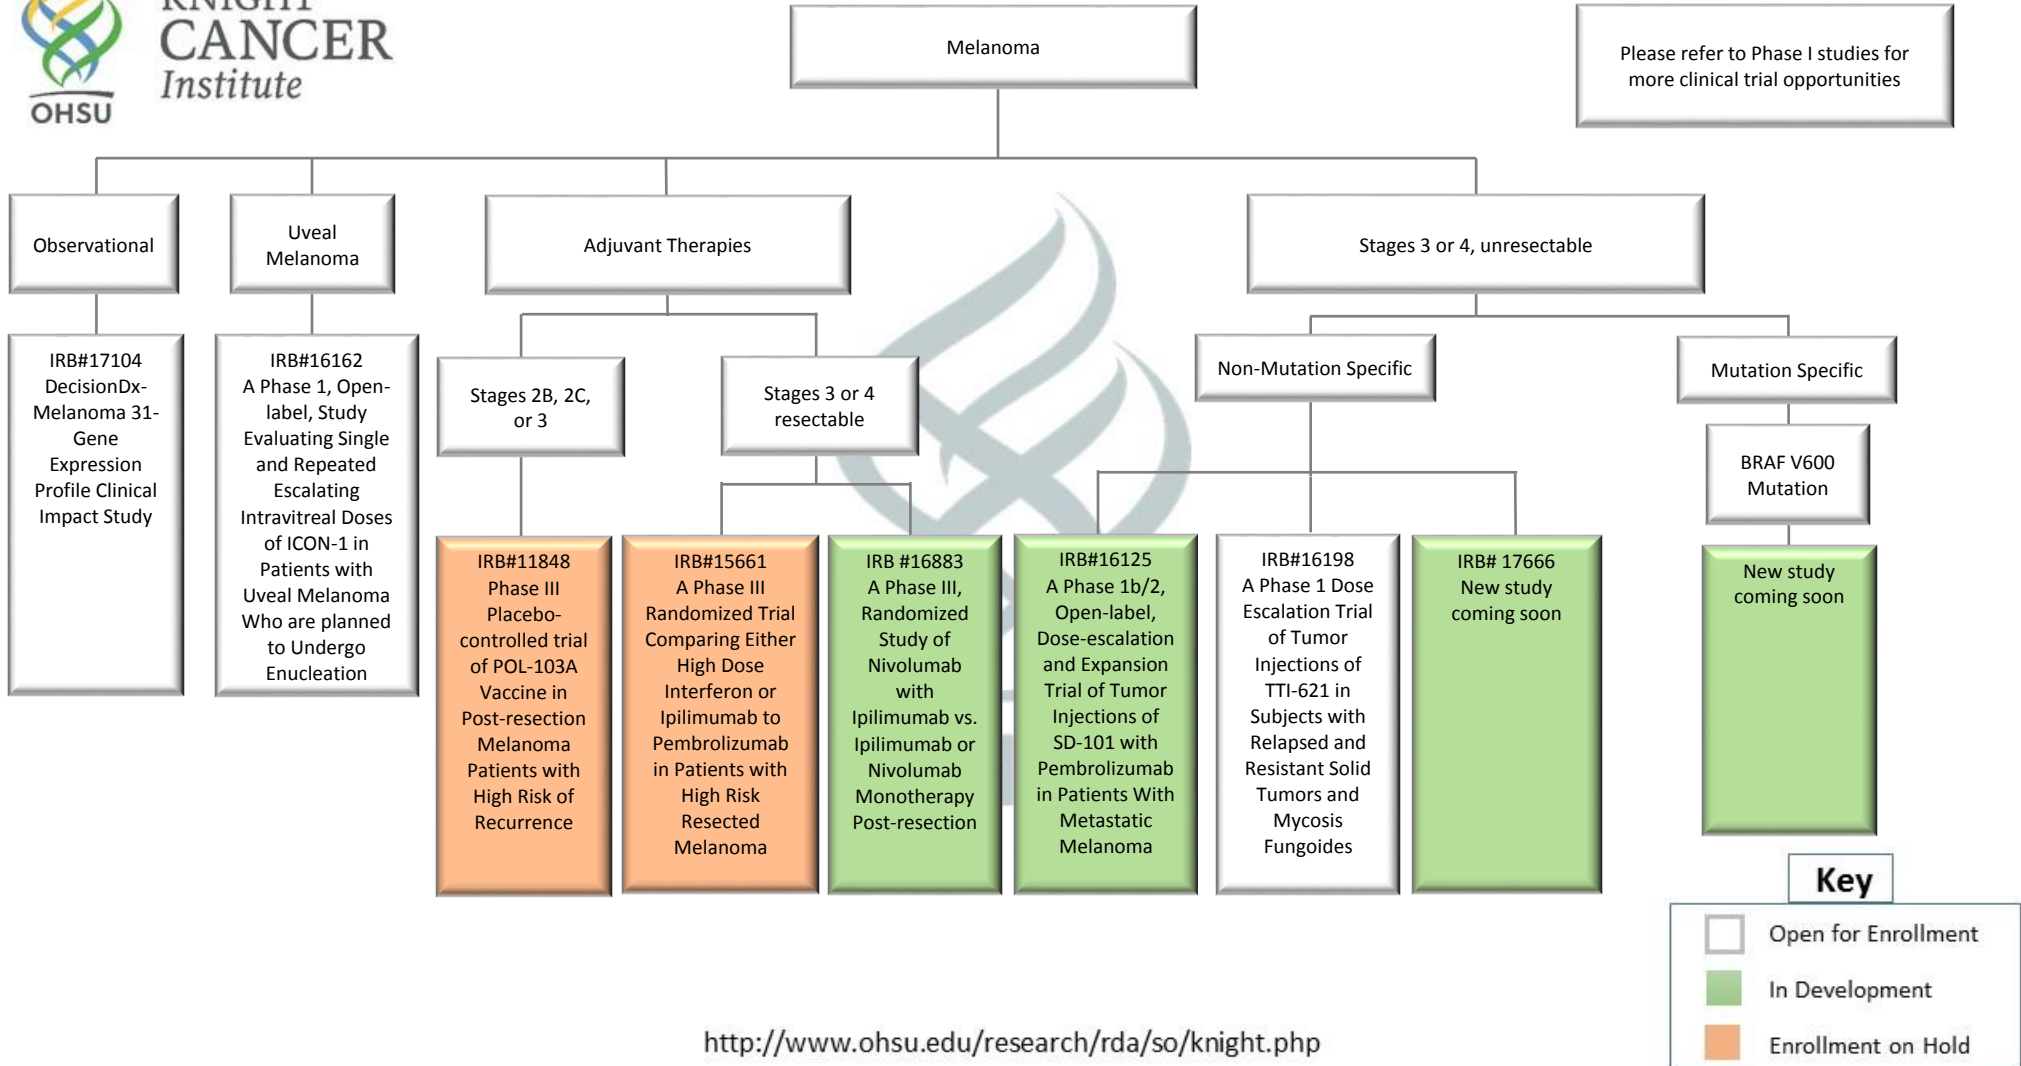 KNIGHT
CANCER
Institute
OHSU
Melanoma
Please refer to Phase I studies for
more clinical trial opportunities
Observational
Uveal
Melanoma
Adjuvant Therapies
Stages 3 or 4, unresectable
IRB#17104
DecisionDx-
Melanoma 31-
Gene
Expression
Profile Clinical
Impact Study
IRB#16162
A Phase 1, Open-
label, Study
Evaluating Single
and Repeated
Escalating
Intravitreal Doses
of ICON-1 in
Patients with
Uveal Melanoma
Who are planned
to Undergo
Enucleation
Stages 2B, 2C,
or 3
Stages 3 or 4
resectable
Non-Mutation Specific
Mutation Specific
BRAF V600
Mutation
IRB#11848
Phase III
Placebo-
controlled trial
of POL-103A
Vaccine in
Post-resection
Melanoma
Patients with
High Risk of
Recurrence
IRB#15661
A Phase III
Randomized Trial
Comparing Either
High Dose
Interferon or
Ipilimumab to
Pembrolizumab
in Patients with
High Risk
Resected
Melanoma
IRB #16883
A Phase III,
Randomized
Study of
Nivolumab
with
Ipilimumab vs.
Ipilimumab or
Nivolumab
Monotherapy
Post-resection
IRB#16125
A Phase 1b/2,
Open-label,
Dose-escalation
and Expansion
Trial of Tumor
Injections of
SD-101 with
Pembrolizumab
in Patients With
Metastatic
Melanoma
IRB#16198
A Phase 1 Dose
Escalation Trial
of Tumor
Injections of
TTI-621 in
Subjects with
Relapsed and
Resistant Solid
Tumors and
Mycosis
Fungoides
IRB# 17666
New study
coming soon
New study
coming soon
Key
Open for Enrollment
In Development
Enrollment on Hold
http://www.ohsu.edu/research/rda/so/knight.php